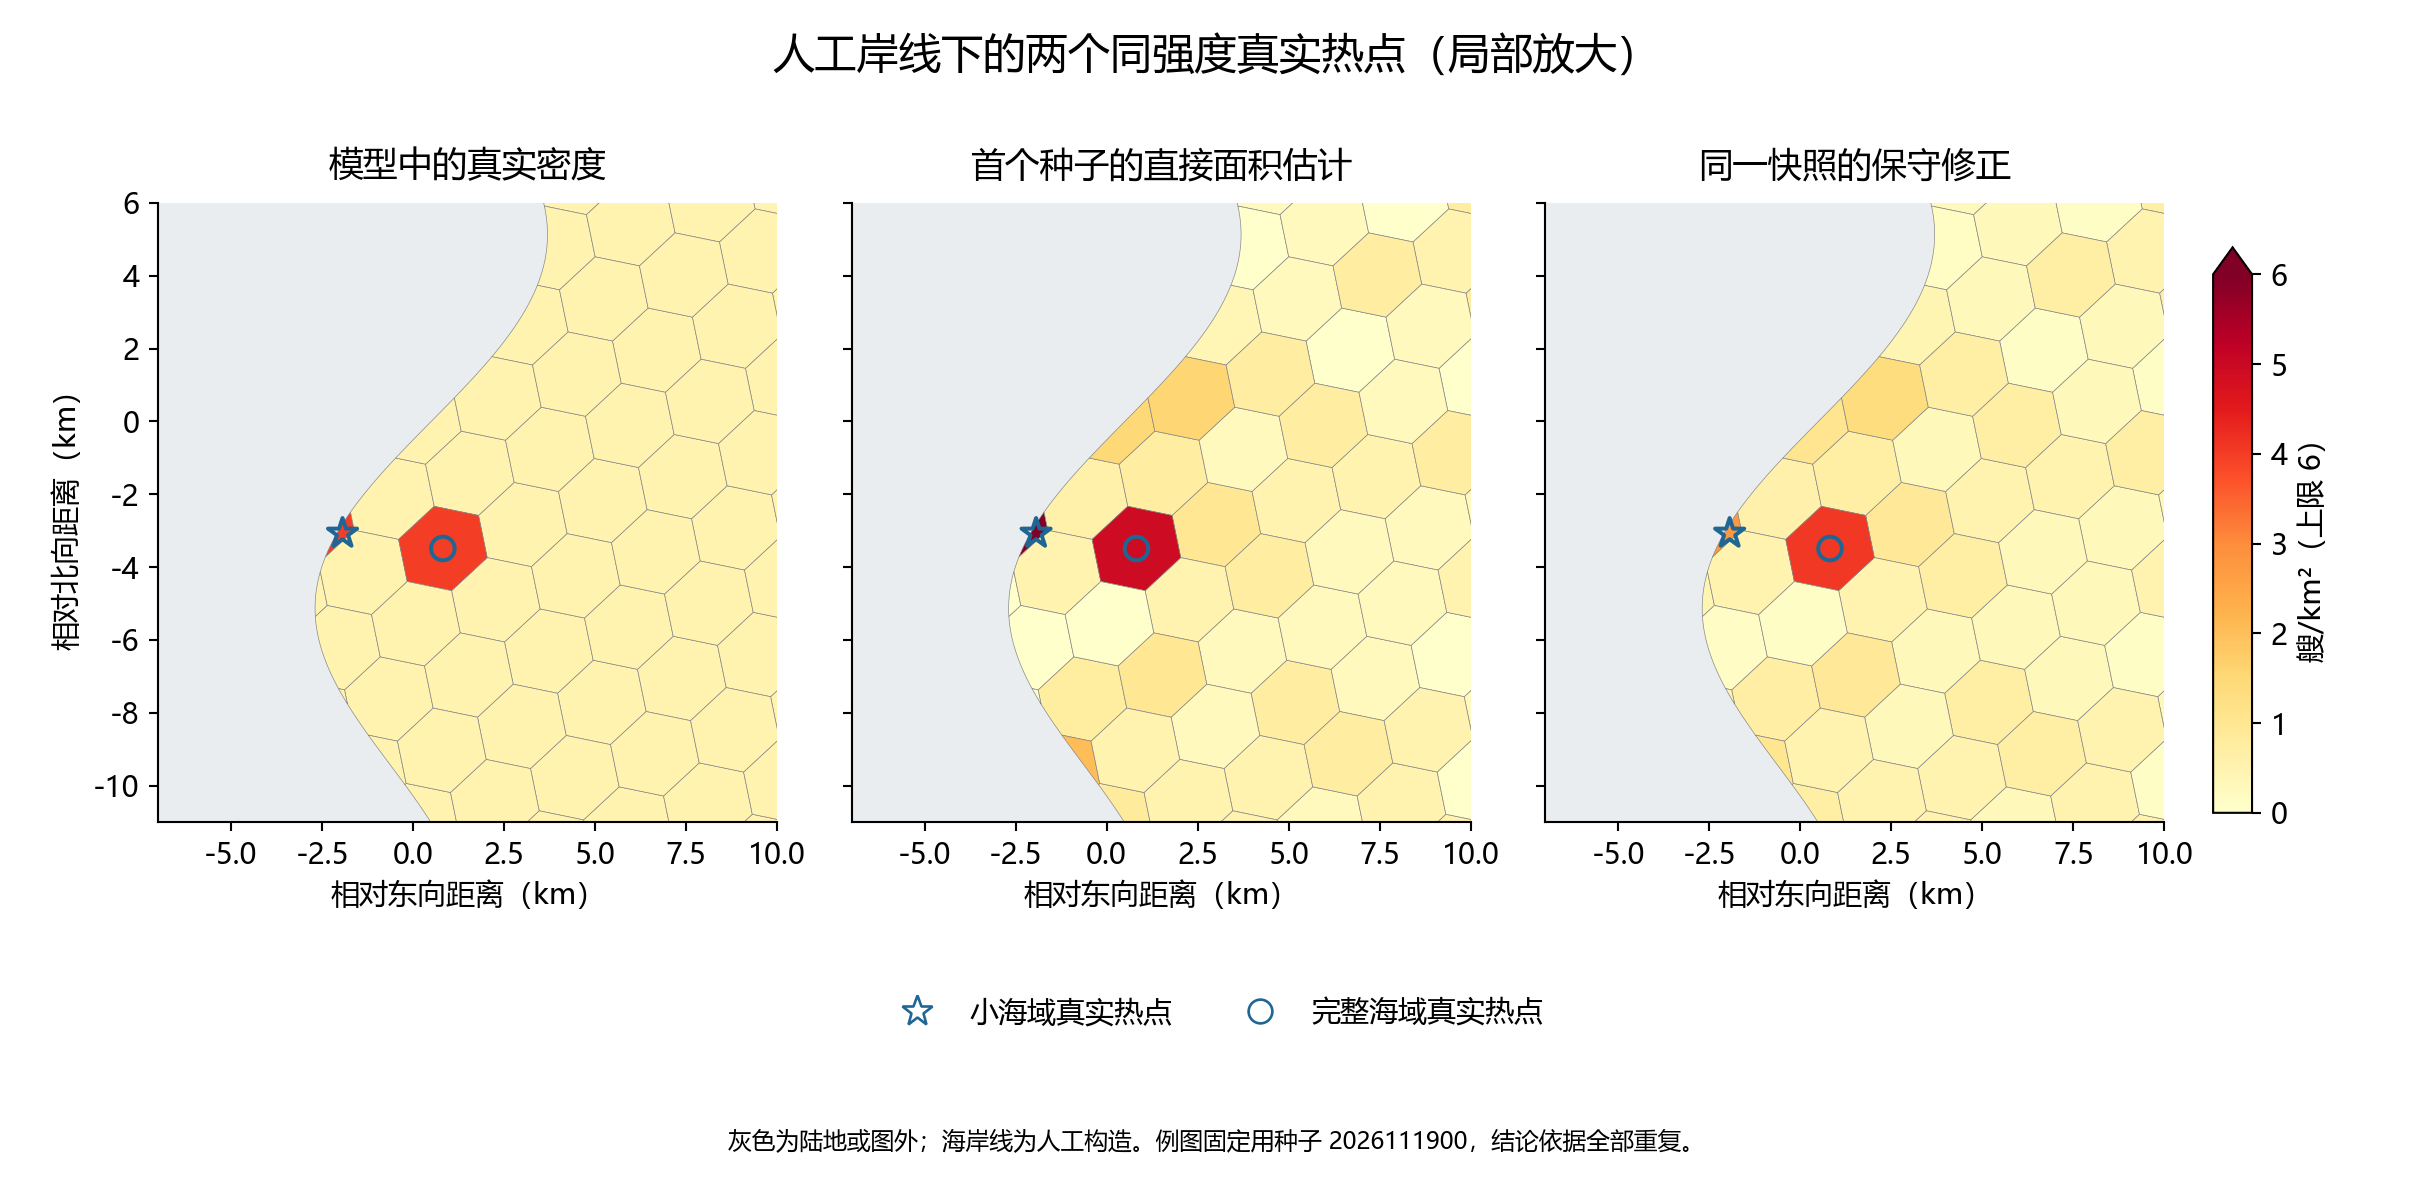 人工岸线下的两个同强度真实热点（局部放大）
模型中的真实密度
首个种子的直接面积估计
同一快照的保守修正
6
4
2
0
-2
-4
-6
-8
-10
相对北向距离（km）
-5.0 -2.5 0.0 2.5 5.0 7.5 10.0
-5.0 -2.5 0.0 2.5 5.0 7.5 10.0
-5.0 -2.5 0.0 2.5 5.0 7.5 10.0
相对东向距离（km）
相对东向距离（km）
相对东向距离（km）
6
5
4
3
2
1
0
艘/km²（上限 6）
小海域真实热点
完整海域真实热点
灰色为陆地或图外；海岸线为人工构造。例图固定用种子 2026111900，结论依据全部重复。